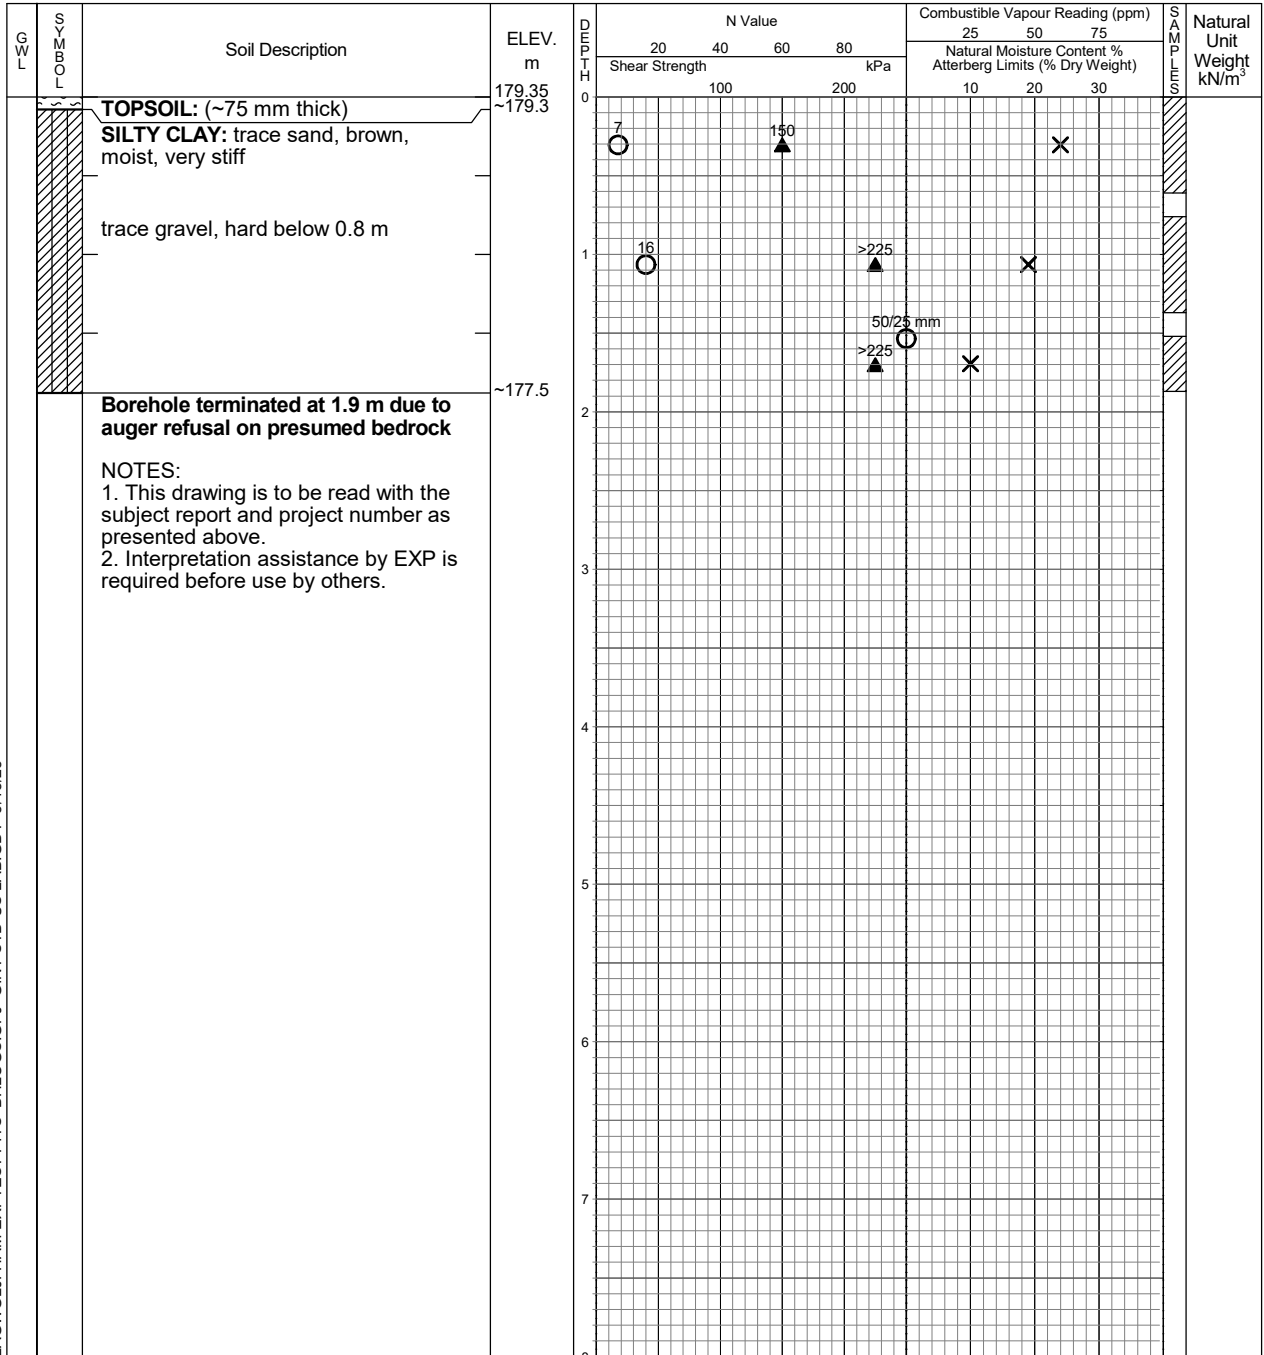 GWL
SYMBOL
Soil Description
ELEV.
m
179.35
DEPTH
N Value
20 40 60 80
Shear Strength kPa
100 200
Combustible Vapour Reading (ppm)
25 50 75
Natural Moisture Content %
Atterberg Limits (% Dry Weight)
10 20 30
SAMPLES
Natural
Unit
Weight
kN/m³
0
TOPSOIL: (~75 mm thick)
~179.3
SILTY CLAY: trace sand, brown,
moist, very stiff
7 150
trace gravel, hard below 0.8 m
16 >225
1
50/25 mm
>225
~177.5
Borehole terminated at 1.9 m due to
auger refusal on presumed bedrock
2
NOTES:
1. This drawing is to be read with the
subject report and project number as
presented above.
2. Interpretation assistance by EXP is
required before use by others.
3
4
5
6
7